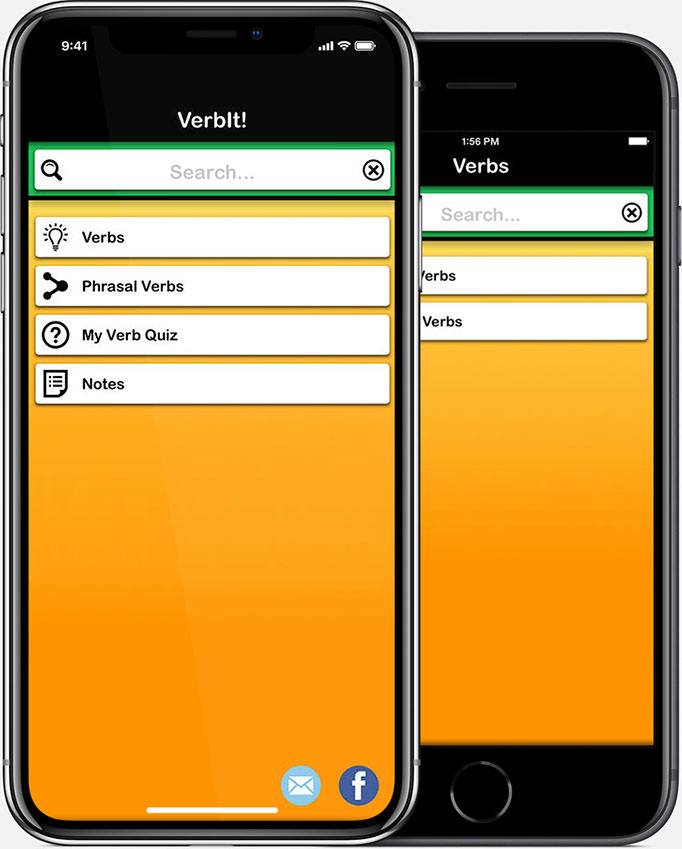 9:41
VerbIt!
Search...
Verbs
Phrasal Verbs
My Verb Quiz
Notes
f
1:56 PM
Verbs
Search...
Verbs
Verbs